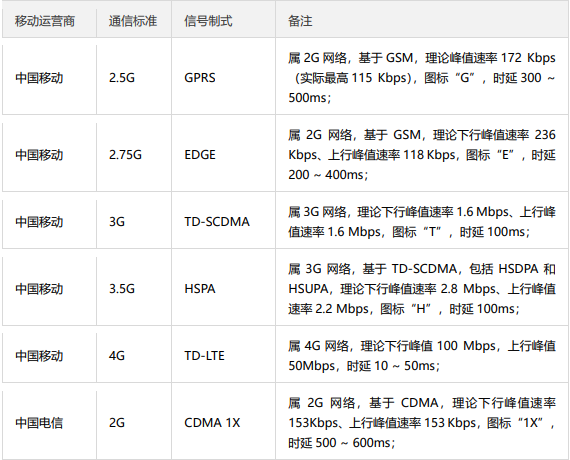 移动运营商 通信标准 信号制式 备注
中国移动 2.5G GPRS 属 2G 网络，基于 GSM，理论峰值速率 172 Kbps
（实际最高 115 Kbps），图标“G”，时延 300 ~
500ms；
中国移动 2.75G EDGE 属 2G 网络，基于 GSM，理论下行峰值速率 236
Kbps、上行峰值速率 118 Kbps，图标“E”，时延
200 ~ 400ms；
中国移动 3G TD-SCDMA 属 3G 网络，理论下行峰值速率 1.6 Mbps、上行峰
值速率 1.6 Mbps，图标“T”，时延 100ms；
中国移动 3.5G HSPA 属 3G 网络，基于 TD-SCDMA，包括 HSDPA 和
HSUPA，理论下行峰值速率 2.8 Mbps、上行峰值
速率 2.2 Mbps，图标“H”，时延 100ms；
中国移动 4G TD-LTE 属 4G 网络，理论下行峰值 100 Mbps，上行峰值
50Mbps，时延 10 ~ 50ms；
中国电信 2G CDMA 1X 属 2G 网络，基于 CDMA，理论下行峰值速率
153Kbps、上行峰值速率 153 Kbps，图标“1X”，
时延 500 ~ 600ms；